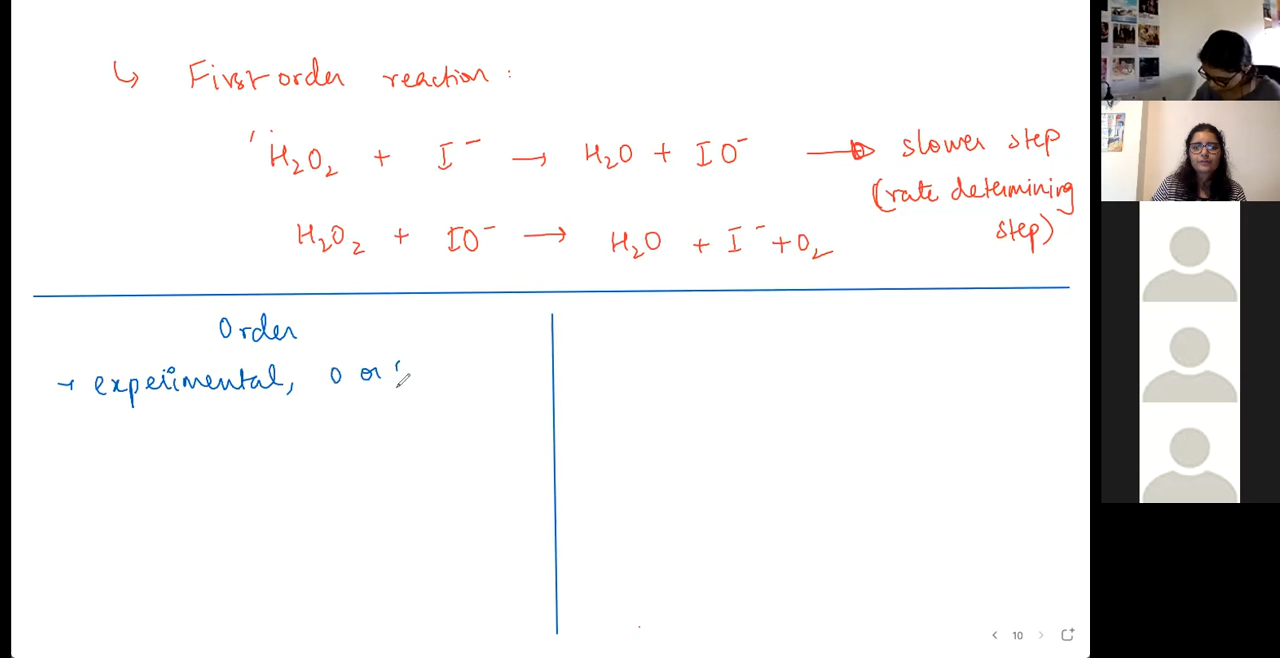 ↳ First order reaction :
H₂O₂ + I⁻ → H₂O + IO⁻ → slower step
(rate determining
step)
H₂O₂ + IO⁻ → H₂O + I⁻ + O₂
Order
→ experimental, 0 or
< 10 >